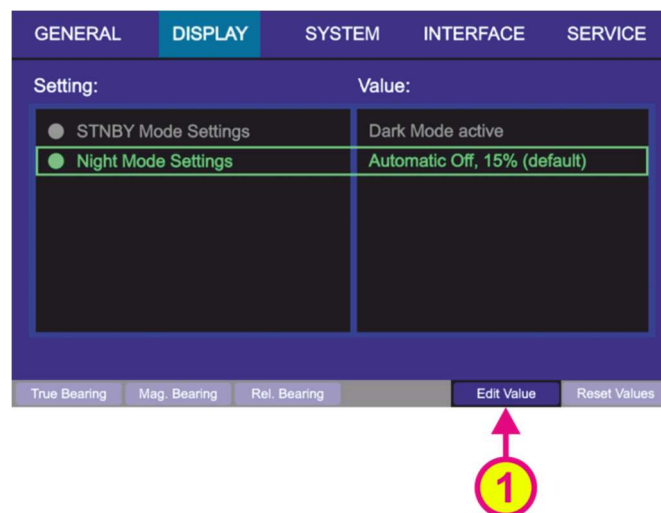 GENERAL DISPLAY SYSTEM INTERFACE SERVICE
Setting: Value:
STNBY Mode Settings Dark Mode active
Night Mode Settings Automatic Off, 15% (default)
True Bearing Mag. Bearing Rel. Bearing Edit Value Reset Values
1